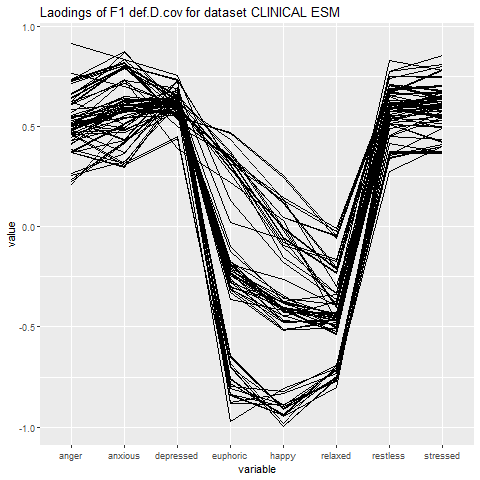 Laodings of F1 def.D.cov for dataset CLINICAL ESM
1.0
0.5
0.0
-0.5
-1.0
value
anger anxious depressed euphoric happy relaxed restless stressed
variable